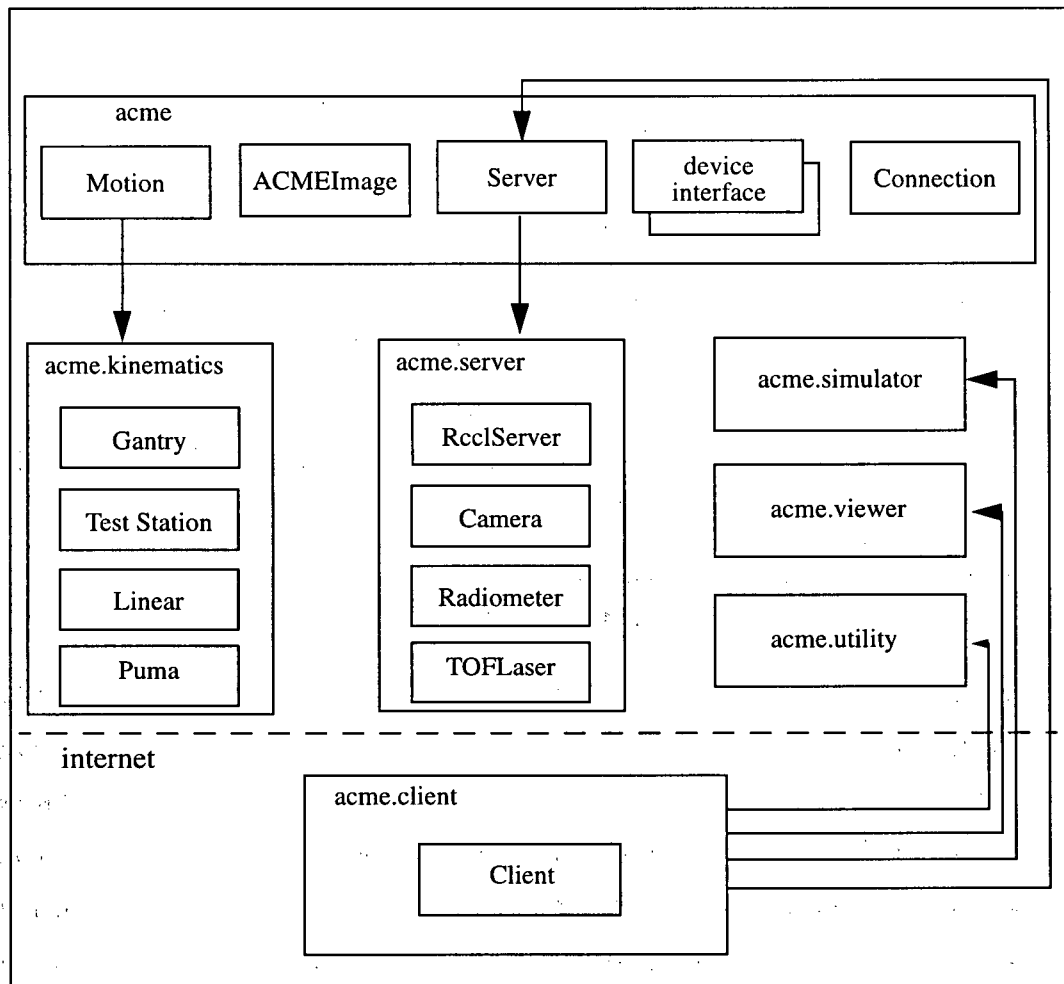 acme
Motion
ACMEImage
Server
device
interface
Connection
acme.kinematics
Gantry
Test Station
Linear
Puma
acme.server
RcclServer
Camera
Radiometer
TOFLaser
acme.simulator
acme.viewer
acme.utility
internet
acme.client
Client